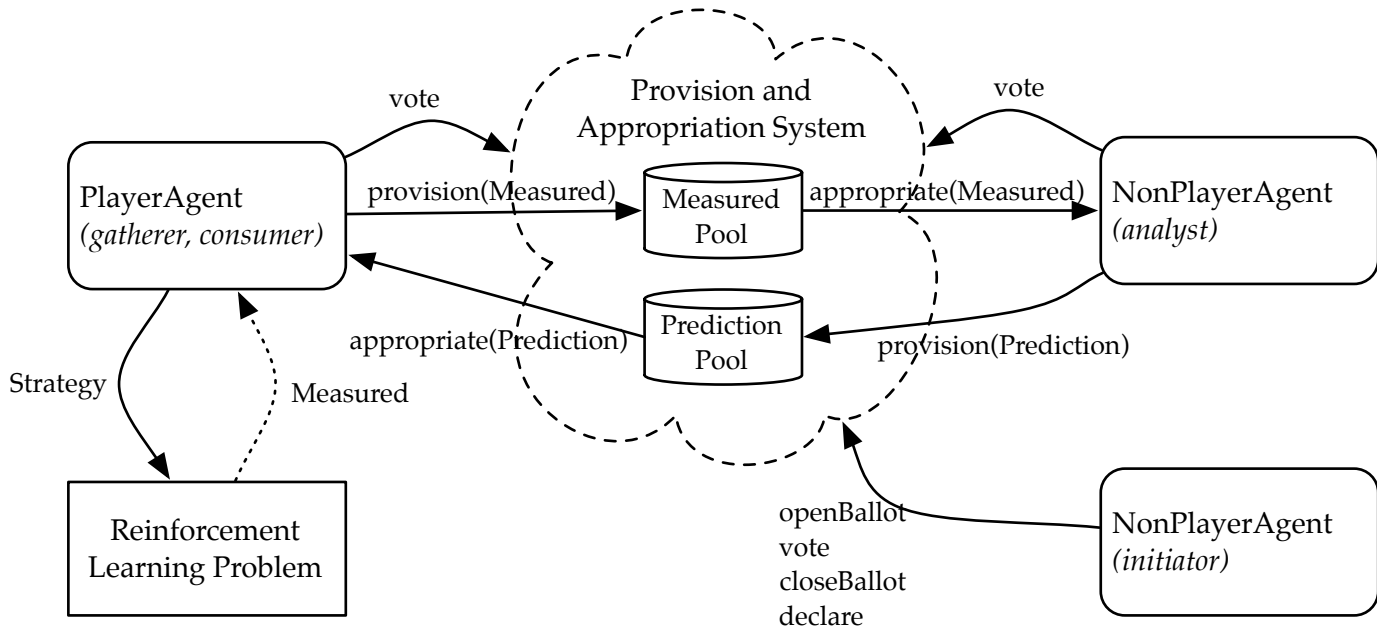 Provision and
Appropriation System
vote
vote
PlayerAgent
(gatherer, consumer)
provision(Measured)
Measured
Pool
appropriate(Measured)
NonPlayerAgent
(analyst)
appropriate(Prediction)
Prediction
Pool
provision(Prediction)
Strategy
Measured
Reinforcement
Learning Problem
openBallot
vote
closeBallot
declare
NonPlayerAgent
(initiator)